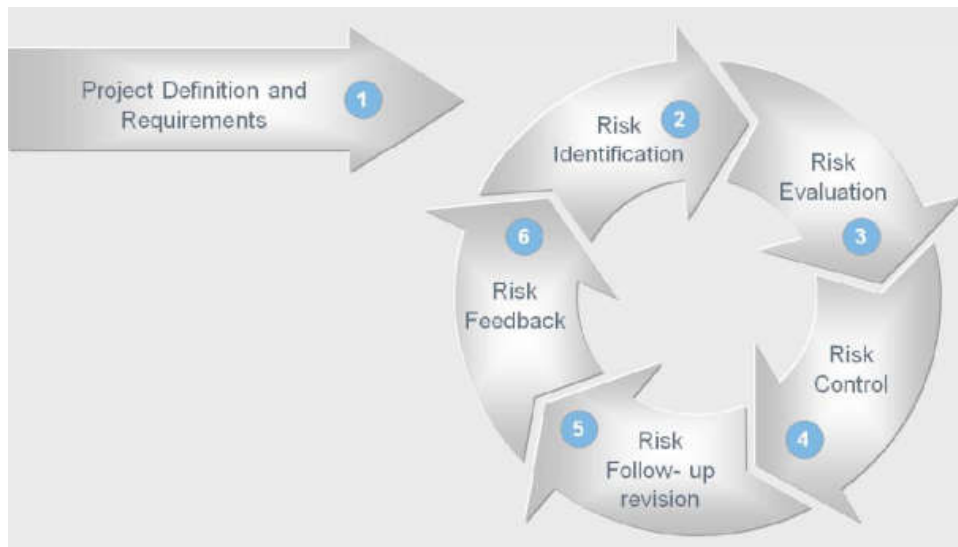 Project Definition and
Requirements
1
Risk
Identification
2
Risk
Evaluation
3
Risk
Control
4
Risk
Follow- up
revision
5
Risk
Feedback
6